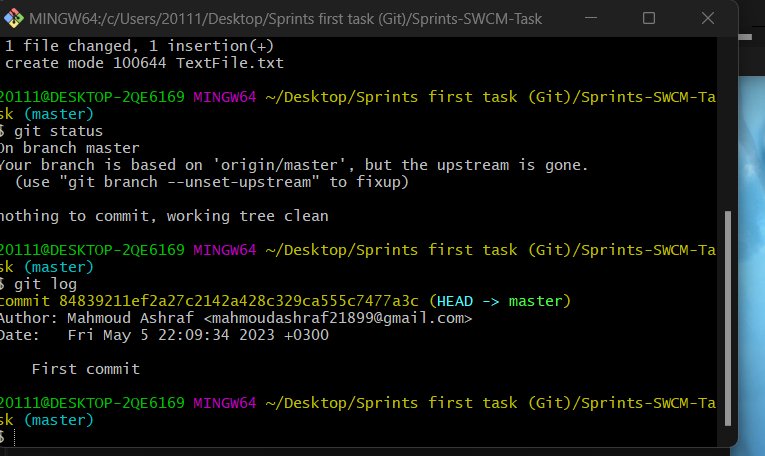 MINGW64:/c/Users/20111/Desktop/Sprints first task (Git)/Sprints-SWCM-Task
1 file changed, 1 insertion(+)
create mode 100644 TextFile.txt
20111@DESKTOP-2QE6169 MINGW64 ~/Desktop/Sprints first task (Git)/Sprints-SWCM-Ta
sk (master)
$ git status
On branch master
Your branch is based on 'origin/master', but the upstream is gone.
(use "git branch --unset-upstream" to fixup)
nothing to commit, working tree clean
20111@DESKTOP-2QE6169 MINGW64 ~/Desktop/Sprints first task (Git)/Sprints-SWCM-Ta
sk (master)
$ git log
commit 84839211ef2a27c2142a428c329ca555c7477a3c (HEAD -> master)
Author: Mahmoud Ashraf <mahmoudashraf21899@gmail.com>
Date:   Fri May 5 22:09:34 2023 +0300
First commit
20111@DESKTOP-2QE6169 MINGW64 ~/Desktop/Sprints first task (Git)/Sprints-SWCM-Ta
sk (master)
$